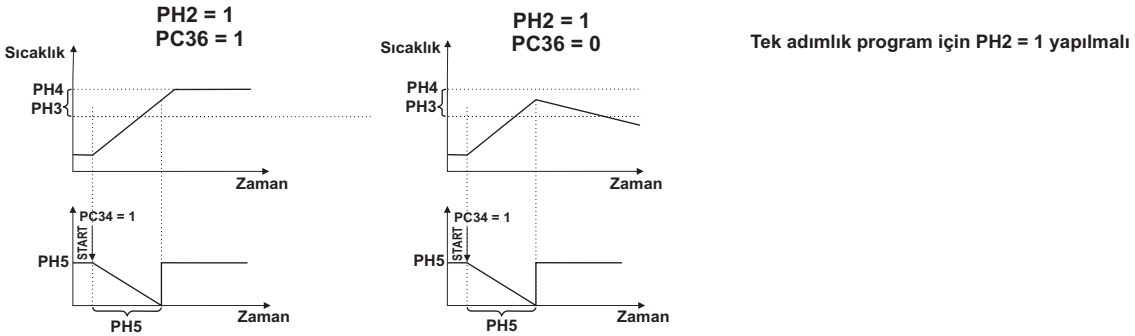 PH2 = 1
PC36 = 1
Sıcaklık
PH4
PH3
Zaman
PC34 = 1
START
PH5
Zaman
PH5
PH2 = 1
PC36 = 0
Sıcaklık
PH4
PH3
Zaman
PC34 = 1
START
PH5
Zaman
PH5
Tek adımlık program için PH2 = 1 yapılmalı